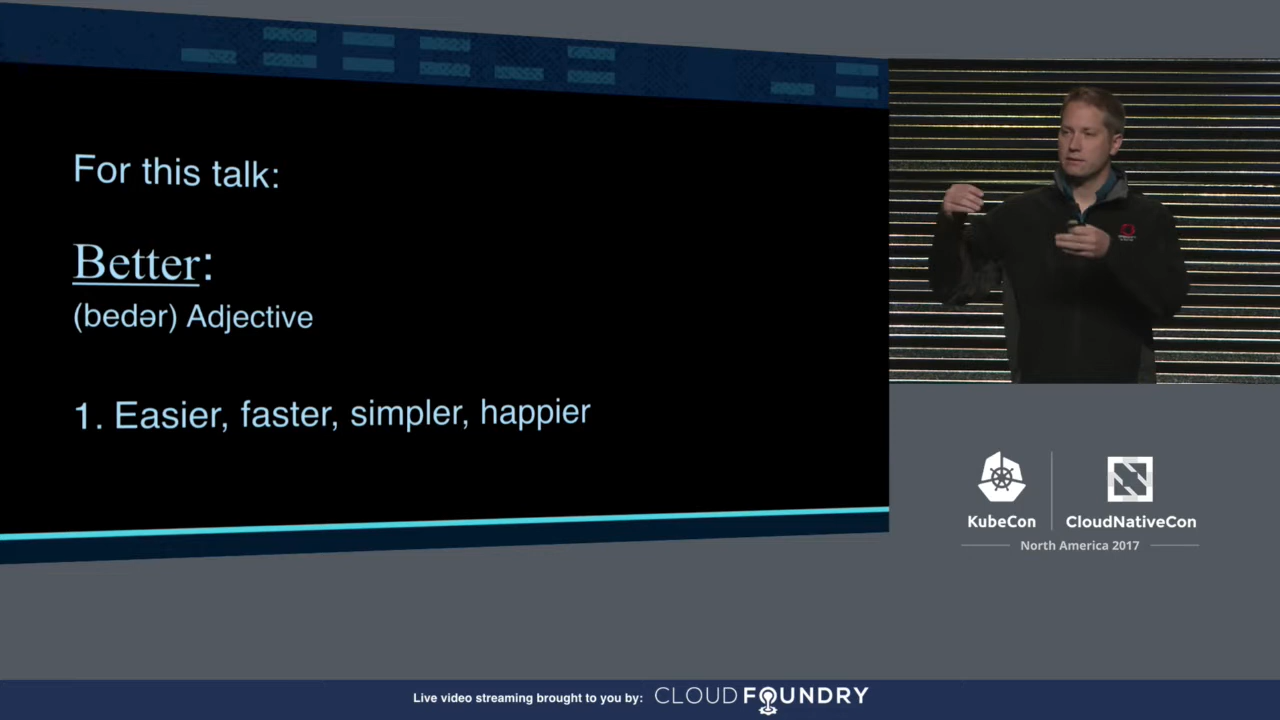 For this talk:
Better:
(bedər) Adjective
1. Easier, faster, simpler, happier
KubeCon
CloudNativeCon
North America 2017
Live video streaming brought to you by:
CLOUD FOUNDRY